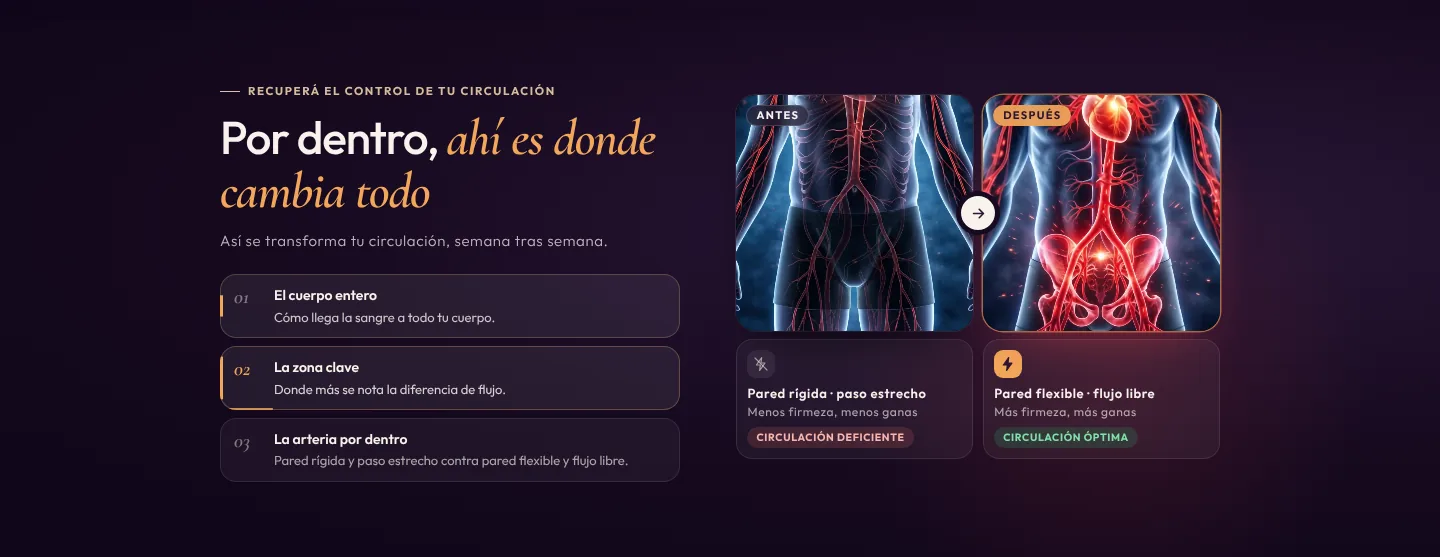 RECUPERÁ EL CONTROL DE TU CIRCULACIÓN
Por dentro, ahí es donde
cambia todo
Así se transforma tu circulación, semana tras semana.
01
El cuerpo entero
Cómo llega la sangre a todo tu cuerpo.
02
La zona clave
Donde más se nota la diferencia de flujo.
03
La arteria por dentro
Pared rígida y paso estrecho contra pared flexible y flujo libre.
ANTES
DESPUÉS
Pared rígida · paso estrecho
Menos firmeza, menos ganas
CIRCULACIÓN DEFICIENTE
Pared flexible · flujo libre
Más firmeza, más ganas
CIRCULACIÓN ÓPTIMA